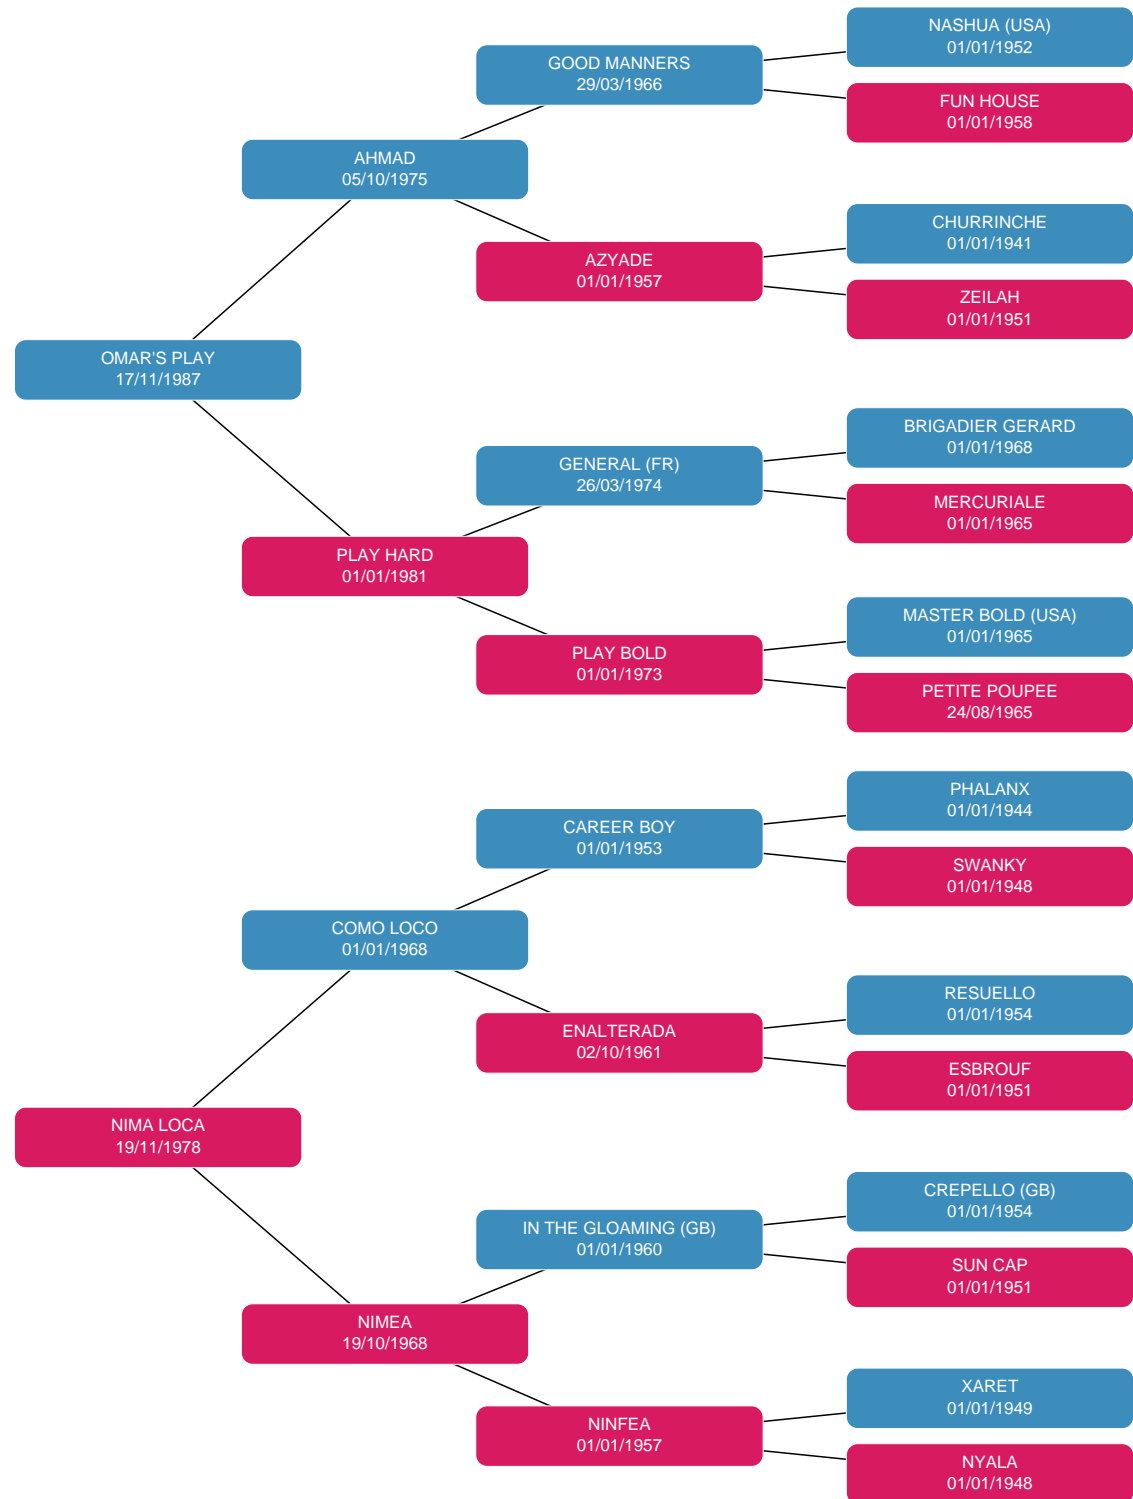 NASHUA (USA)
01/01/1952
GOOD MANNERS
29/03/1966
FUN HOUSE
01/01/1958
AHMAD
05/10/1975
CHURRINCHE
01/01/1941
AZYADE
01/01/1957
ZEILAH
01/01/1951
OMAR'S PLAY
17/11/1987
BRIGADIER GERARD
01/01/1968
GENERAL (FR)
26/03/1974
MERCURIALE
01/01/1965
PLAY HARD
01/01/1981
MASTER BOLD (USA)
01/01/1965
PLAY BOLD
01/01/1973
PETITE POUPEE
24/08/1965
PHALANX
01/01/1944
CAREER BOY
01/01/1953
SWANKY
01/01/1948
COMO LOCO
01/01/1968
RESUELLO
01/01/1954
ENALTERADA
02/10/1961
ESBROUF
01/01/1951
NIMA LOCA
19/11/1978
CREPELLO (GB)
01/01/1954
IN THE GLOAMING (GB)
01/01/1960
SUN CAP
01/01/1951
NIMEA
19/10/1968
XARET
01/01/1949
NINFEA
01/01/1957
NYALA
01/01/1948